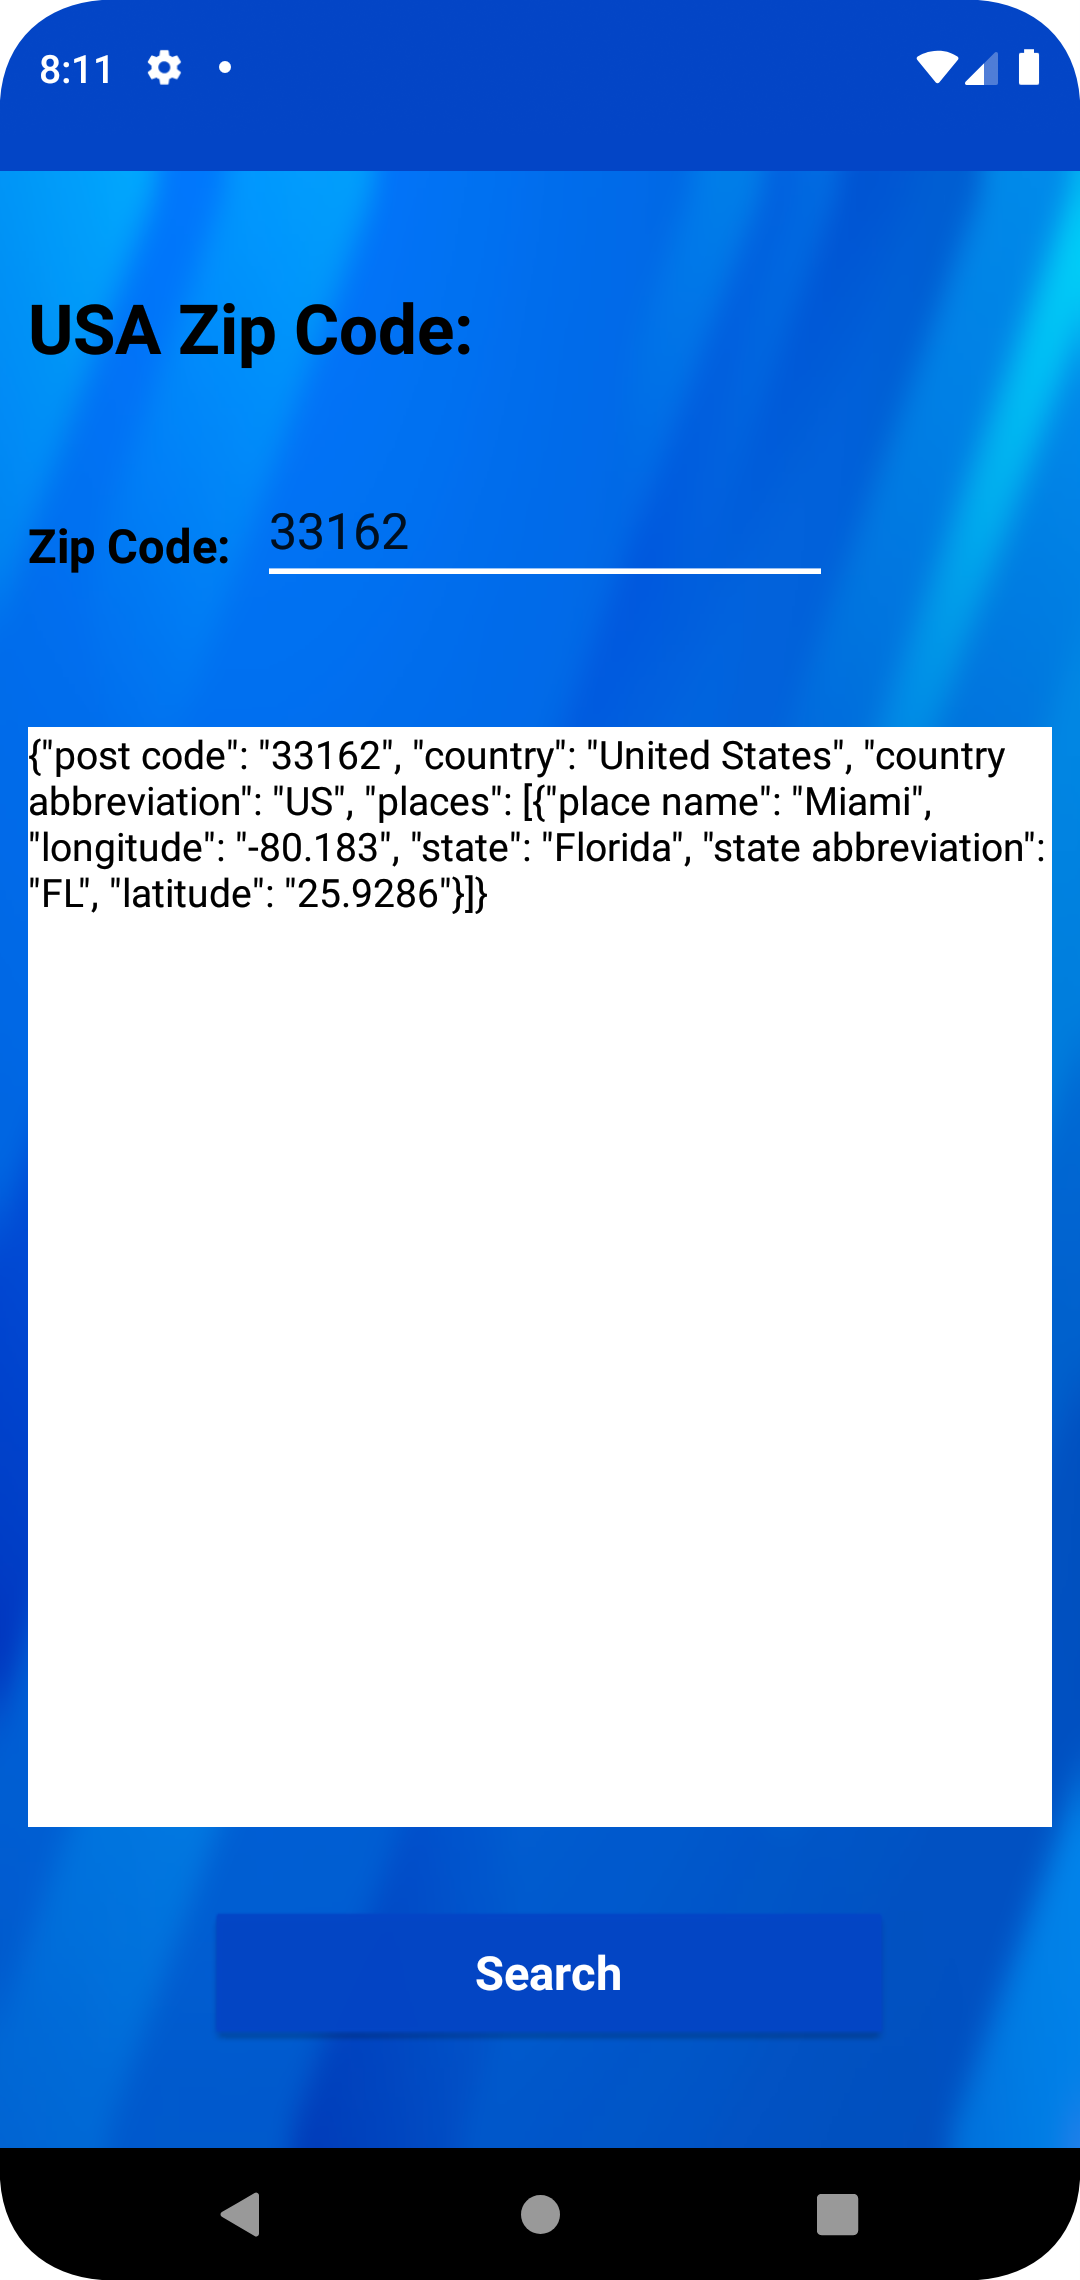 8:11
USA Zip Code:
Zip Code: 33162
{"post code": "33162", "country": "United States", "country
abbreviation": "US", "places": [{"place name": "Miami",
"longitude": "-80.183", "state": "Florida", "state abbreviation":
"FL", "latitude": "25.9286"}]}
Search